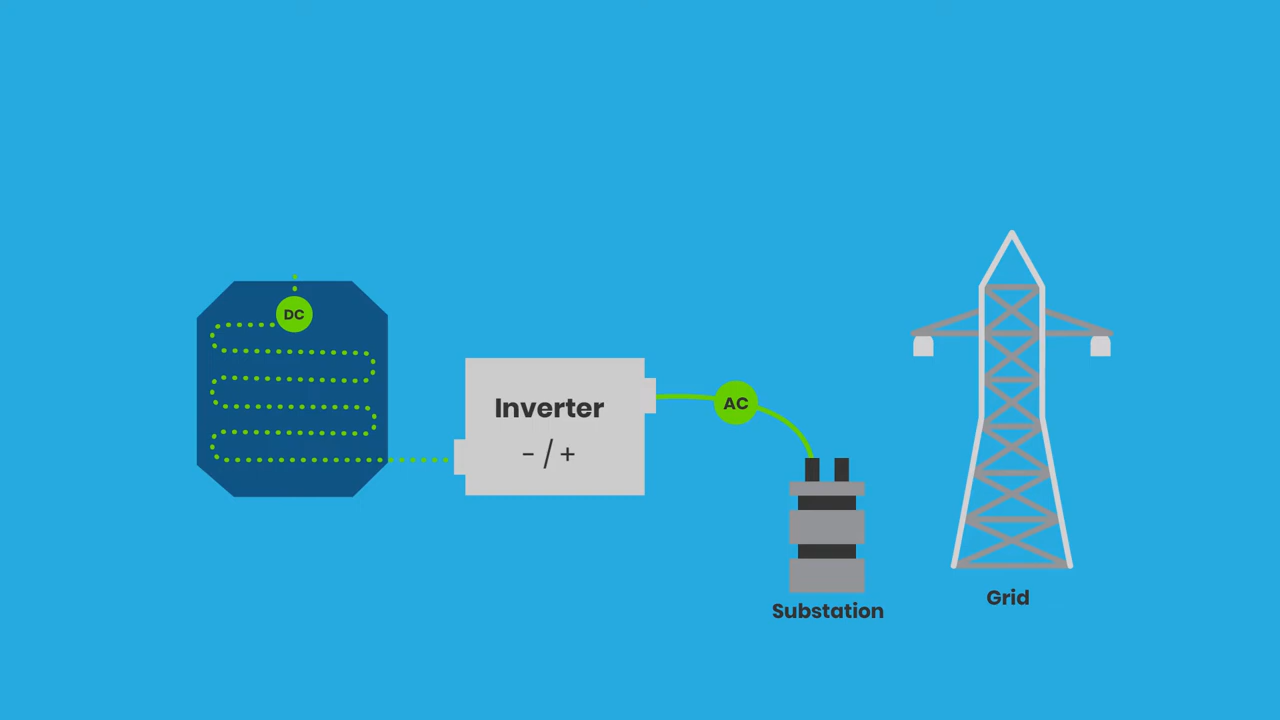 DC
Inverter
- / +
AC
Substation
Grid